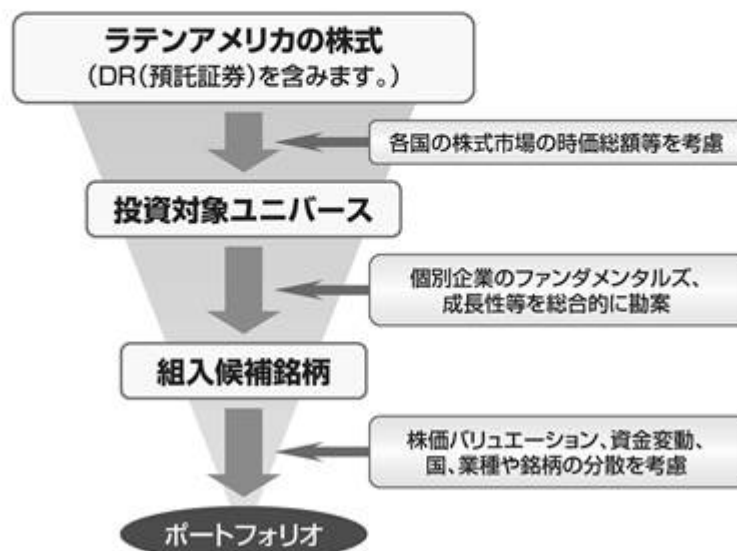 ラテンアメリカの株式
（DR（預託証券）を含みます。）
各国の株式市場の時価総額等を考慮
投資対象ユニバース
個別企業のファンダメンタルズ、
成長性等を総合的に勘案
組入候補銘柄
株価バリュエーション、資金変動、
国、業種や銘柄の分散を考慮
ポートフォリオ